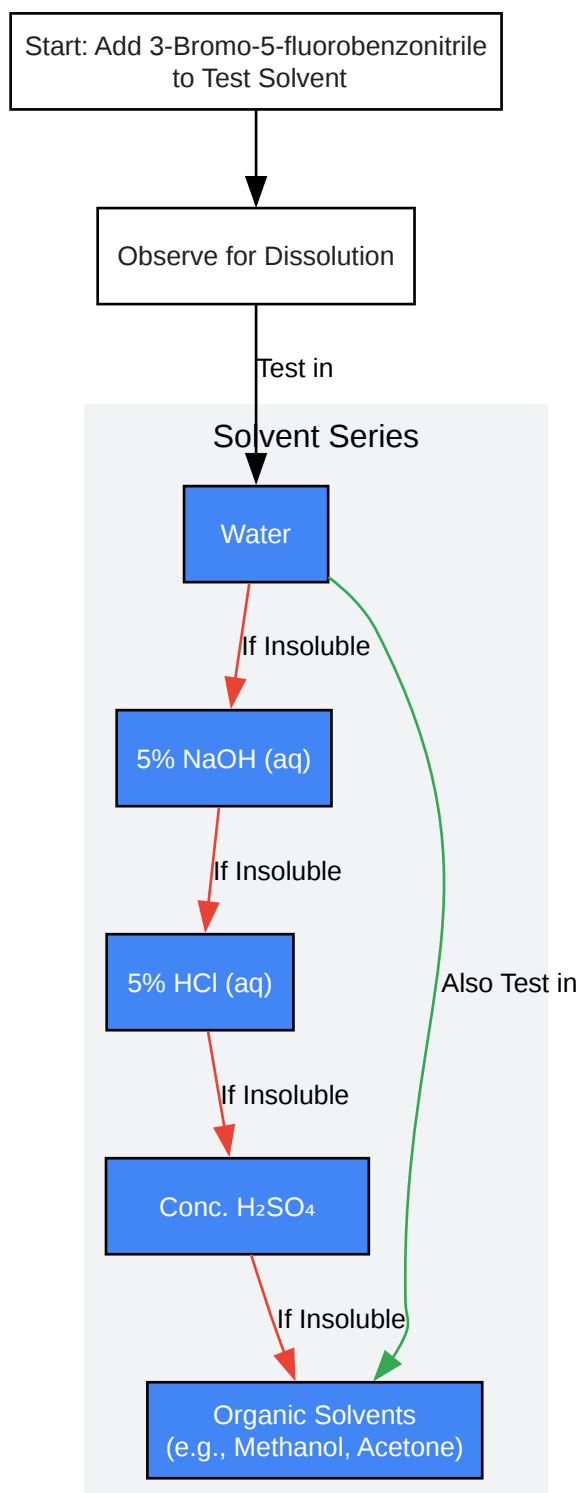 Start: Add 3-Bromo-5-fluorobenzonitrile
to Test Solvent
Observe for Dissolution
Test in
Solvent Series
Water
If Insoluble
5% NaOH (aq)
If Insoluble
5% HCl (aq)
Also Test in
If Insoluble
Conc. H₂SO₄
If Insoluble
Organic Solvents
(e.g., Methanol, Acetone)